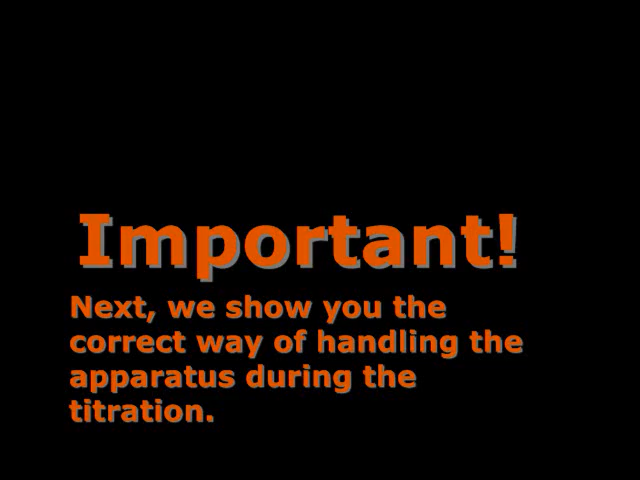 Important!
Next, we show you the
correct way of handling the
apparatus during the
titration.